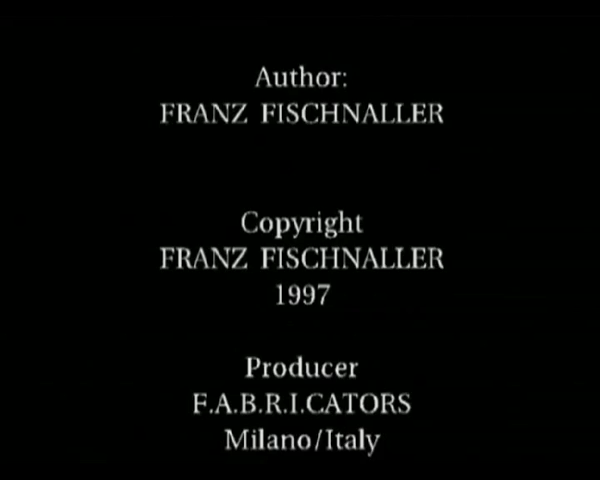 Author:
FRANZ FISCHNALLER
Copyright
FRANZ FISCHNALLER
1997
Producer
F.A.B.R.I.CATORS
Milano/Italy